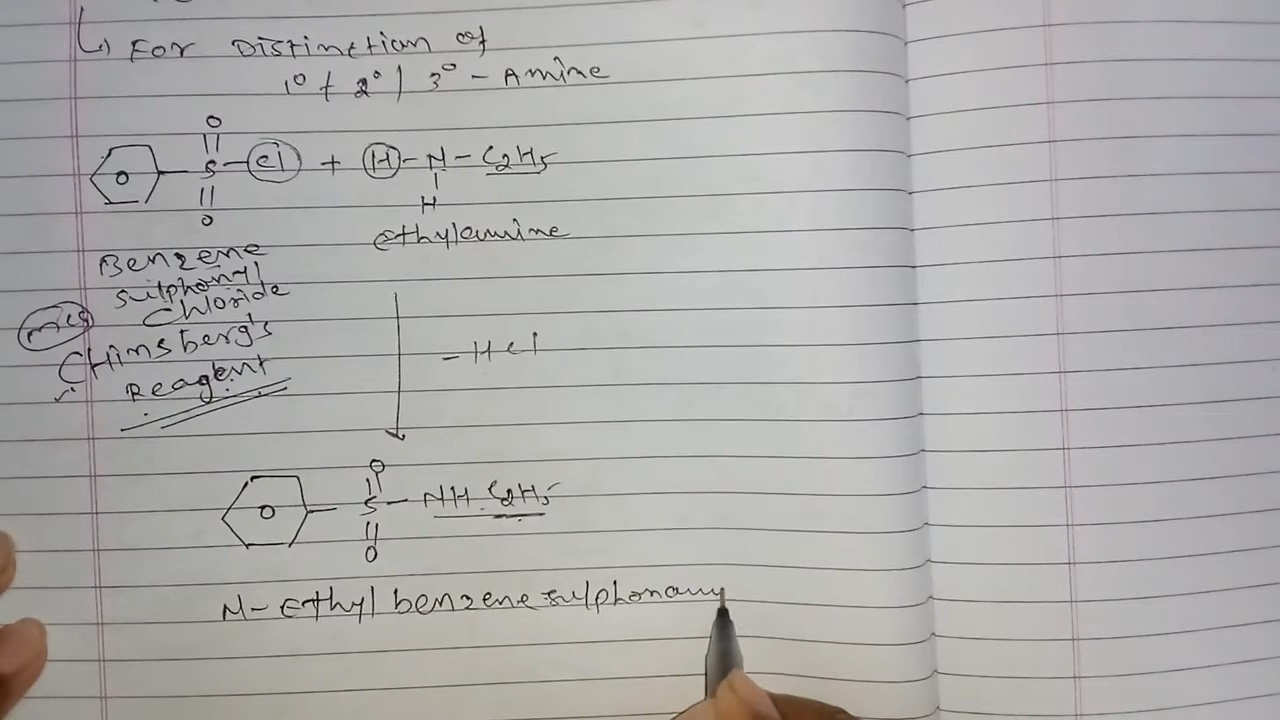 ↳ For Distinction of
1° + 2° / 3° - Amine
O
||
S - Cl + H - N - C2H5
||
|
O
H
ethylamine
Benzene
sulphonyl
chloride
mcq
(Hinsberg's
Reagent
- HCl
O
||
S - NH. C2H5
||
O
N- Ethyl benzene sulphonam